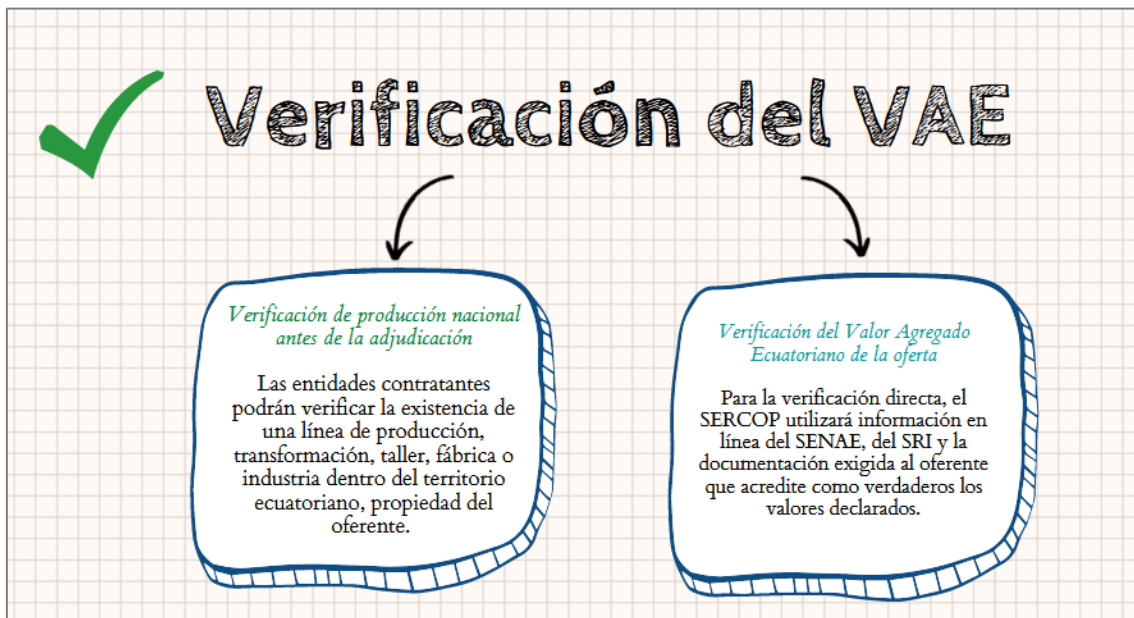 Verificación del VAE
Verificación de producción nacional
antes de la adjudicación
Las entidades contratantes
podrán verificar la existencia de
una línea de producción,
transformación, taller, fábrica o
industria dentro del territorio
ecuatoriano, propiedad del
oferente.
Verificación del Valor Agregado
Ecuatoriano de la oferta
Para la verificación directa, el
SERCOP utilizará información en
línea del SENAE, del SRI y la
documentación exigida al oferente
que acredite como verdaderos los
valores declarados.